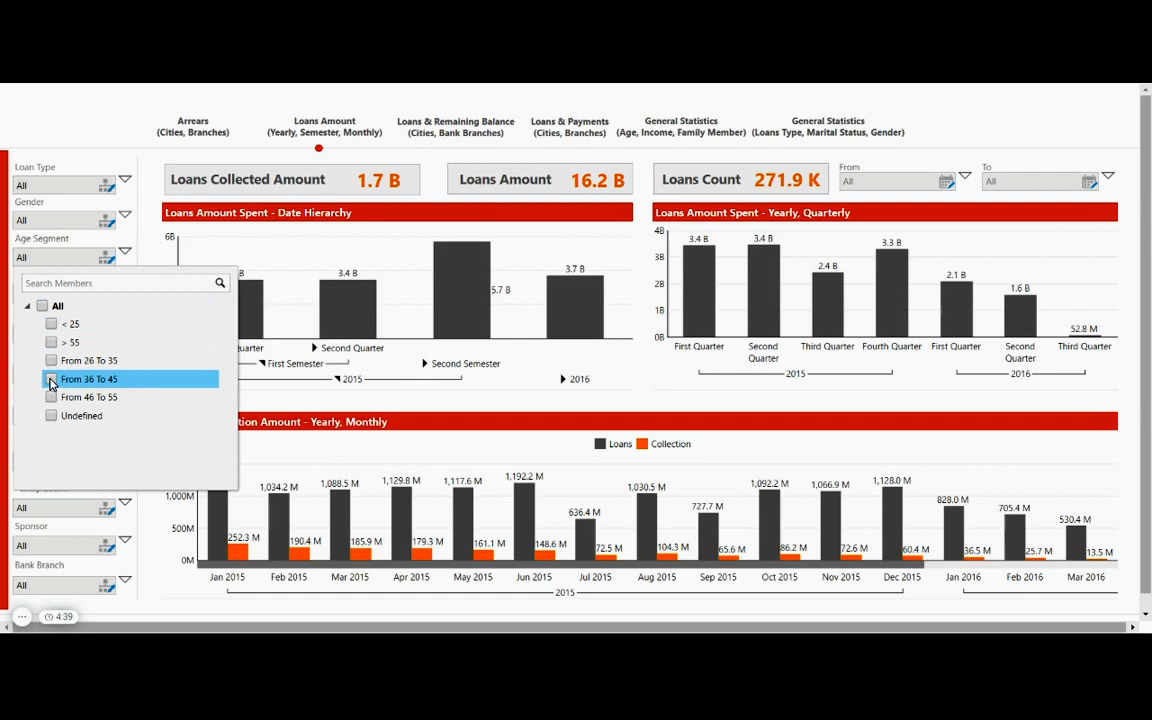 Arrears
(Cities, Branches)
Loans Amount
(Yearly, Semester, Monthly)
Loans & Remaining Balance
(Cities, Bank Branches)
Loans & Payments
(Cities, Branches)
General Statistics
(Age, Income, Family Member)
General Statistics
(Loans Type, Marital Status, Gender)
Loan Type
All
Gender
All
Age Segment
All
Search Members
All
< 25
> 55
From 26 To 35
From 36 To 45
From 46 To 55
Undefined
All
Sponsor
All
Bank Branch
All
4:39
Loans Collected Amount 1.7 B
Loans Amount 16.2 B
Loans Count 271.9 K
From
All
To
All
Loans Amount Spent - Date Hierarchy
6B
3.4 B
5.7 B
3.7 B
Second Quarter
First Semester
Second Semester
2015
2016
Loans Amount Spent - Yearly, Quarterly
4B
3B
2B
1B
0B
3.4 B
3.4 B
2.4 B
3.3 B
2.1 B
1.6 B
52.8 M
First Quarter
Second Quarter
Third Quarter
Fourth Quarter
First Quarter
Second Quarter
Third Quarter
2015
2016
Amount - Yearly, Monthly
Loans
Collection
1,000M
500M
0M
1,034.2 M
1,088.5 M
1,129.8 M
1,117.6 M
1,192.2 M
636.4 M
1,030.5 M
727.7 M
1,092.2 M
1,066.9 M
1,128.0 M
828.0 M
705.4 M
530.4 M
252.3 M
190.4 M
185.9 M
179.3 M
161.1 M
148.6 M
72.5 M
104.3 M
65.6 M
86.2 M
72.6 M
60.4 M
36.5 M
25.7 M
13.5 M
Jan 2015
Feb 2015
Mar 2015
Apr 2015
May 2015
Jun 2015
Jul 2015
Aug 2015
Sep 2015
Oct 2015
Nov 2015
Dec 2015
Jan 2016
Feb 2016
Mar 2016
2015